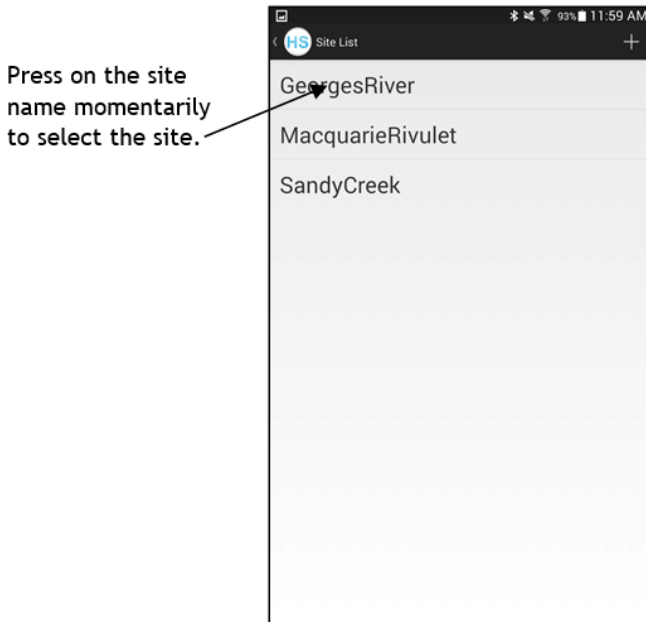 93% 11:59 AM
HS Site List +
Press on the site
name momentarily
to select the site.
GeorgesRiver
MacquarieRivulet
SandyCreek